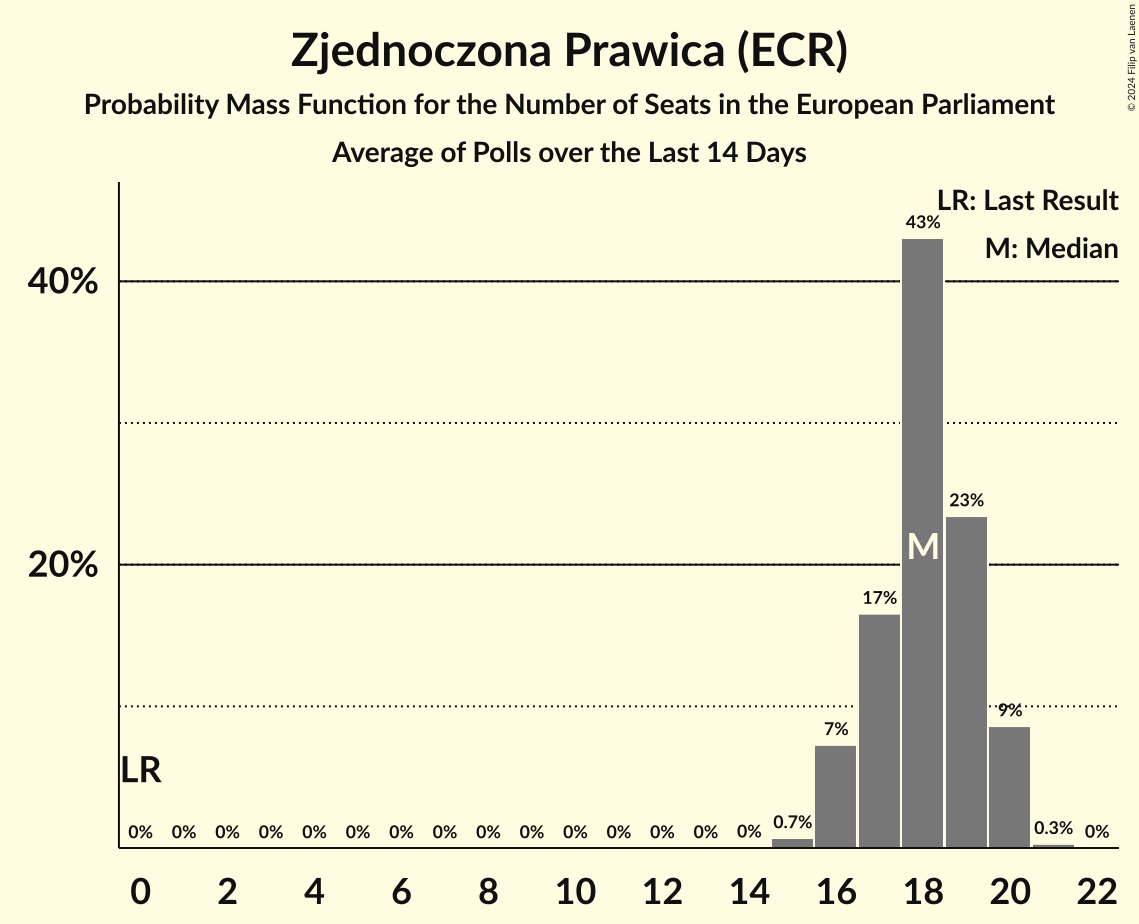 Zjednoczona Prawica (ECR)
Probability Mass Function for the Number of Seats in the European Parliament
Average of Polls over the Last 14 Days
© 2024 Filip van Laenen
LR: Last Result
M: Median
43%
40%
23%
M
20%
17%
9%
7%
LR
0% 0% 0% 0% 0% 0% 0% 0% 0% 0% 0% 0% 0% 0% 0% 0.7% 0.3% 0%
0 2 4 6 8 10 12 14 16 18 20 22